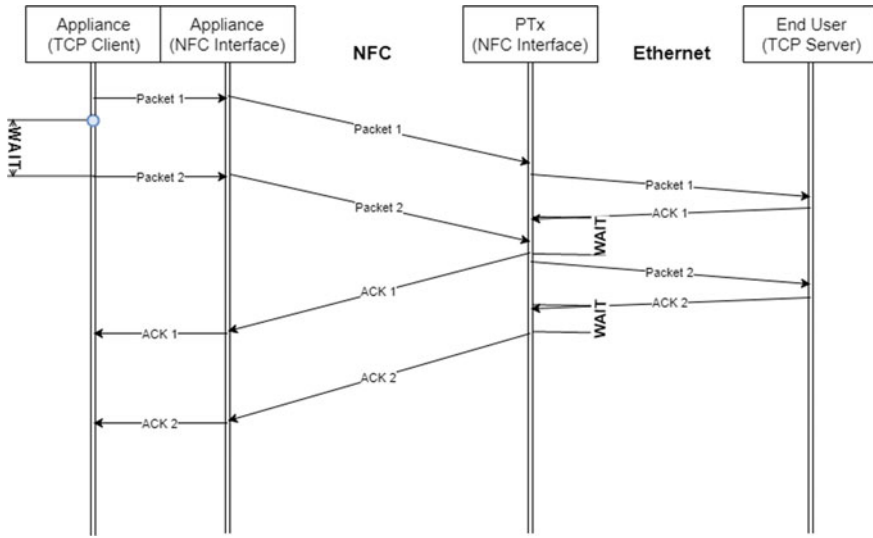 Appliance
(TCP Client)
Appliance
(NFC Interface)
NFC
PTx
(NFC Interface)
Ethernet
End User
(TCP Server)
Packet 1
Packet 1
WAIT
Packet 2
Packet 1
Packet 2
ACK 1
WAIT
Packet 2
ACK 1
ACK 2
WAIT
ACK 1
ACK 2
ACK 2